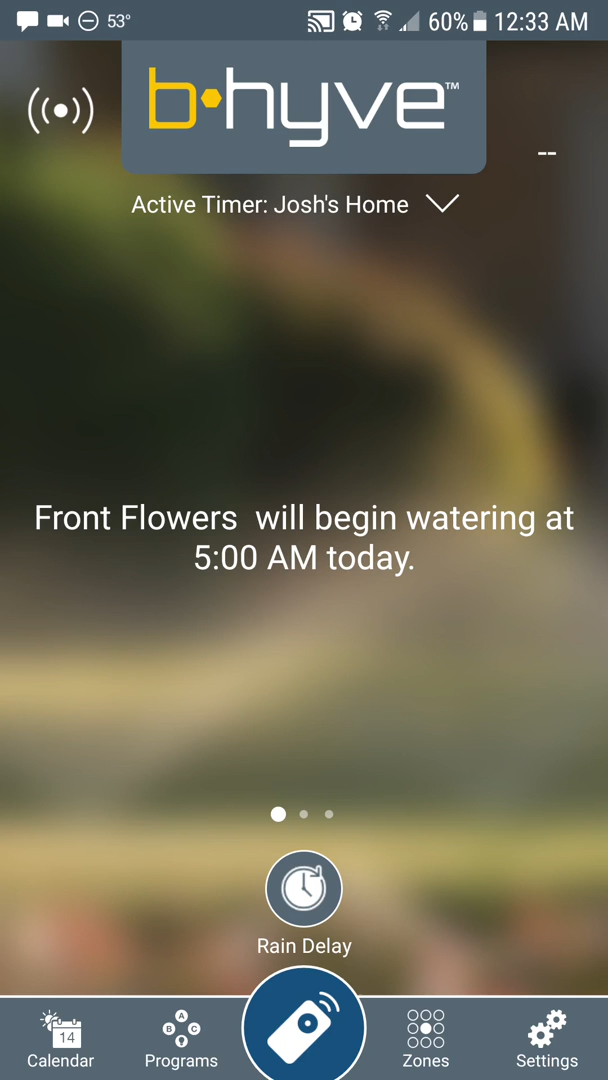 53°
60%
12:33 AM
b•hyve™
--
Active Timer: Josh's Home
Front Flowers will begin watering at
5:00 AM today.
Rain Delay
14
A
B C
Calendar
Programs
Zones
Settings